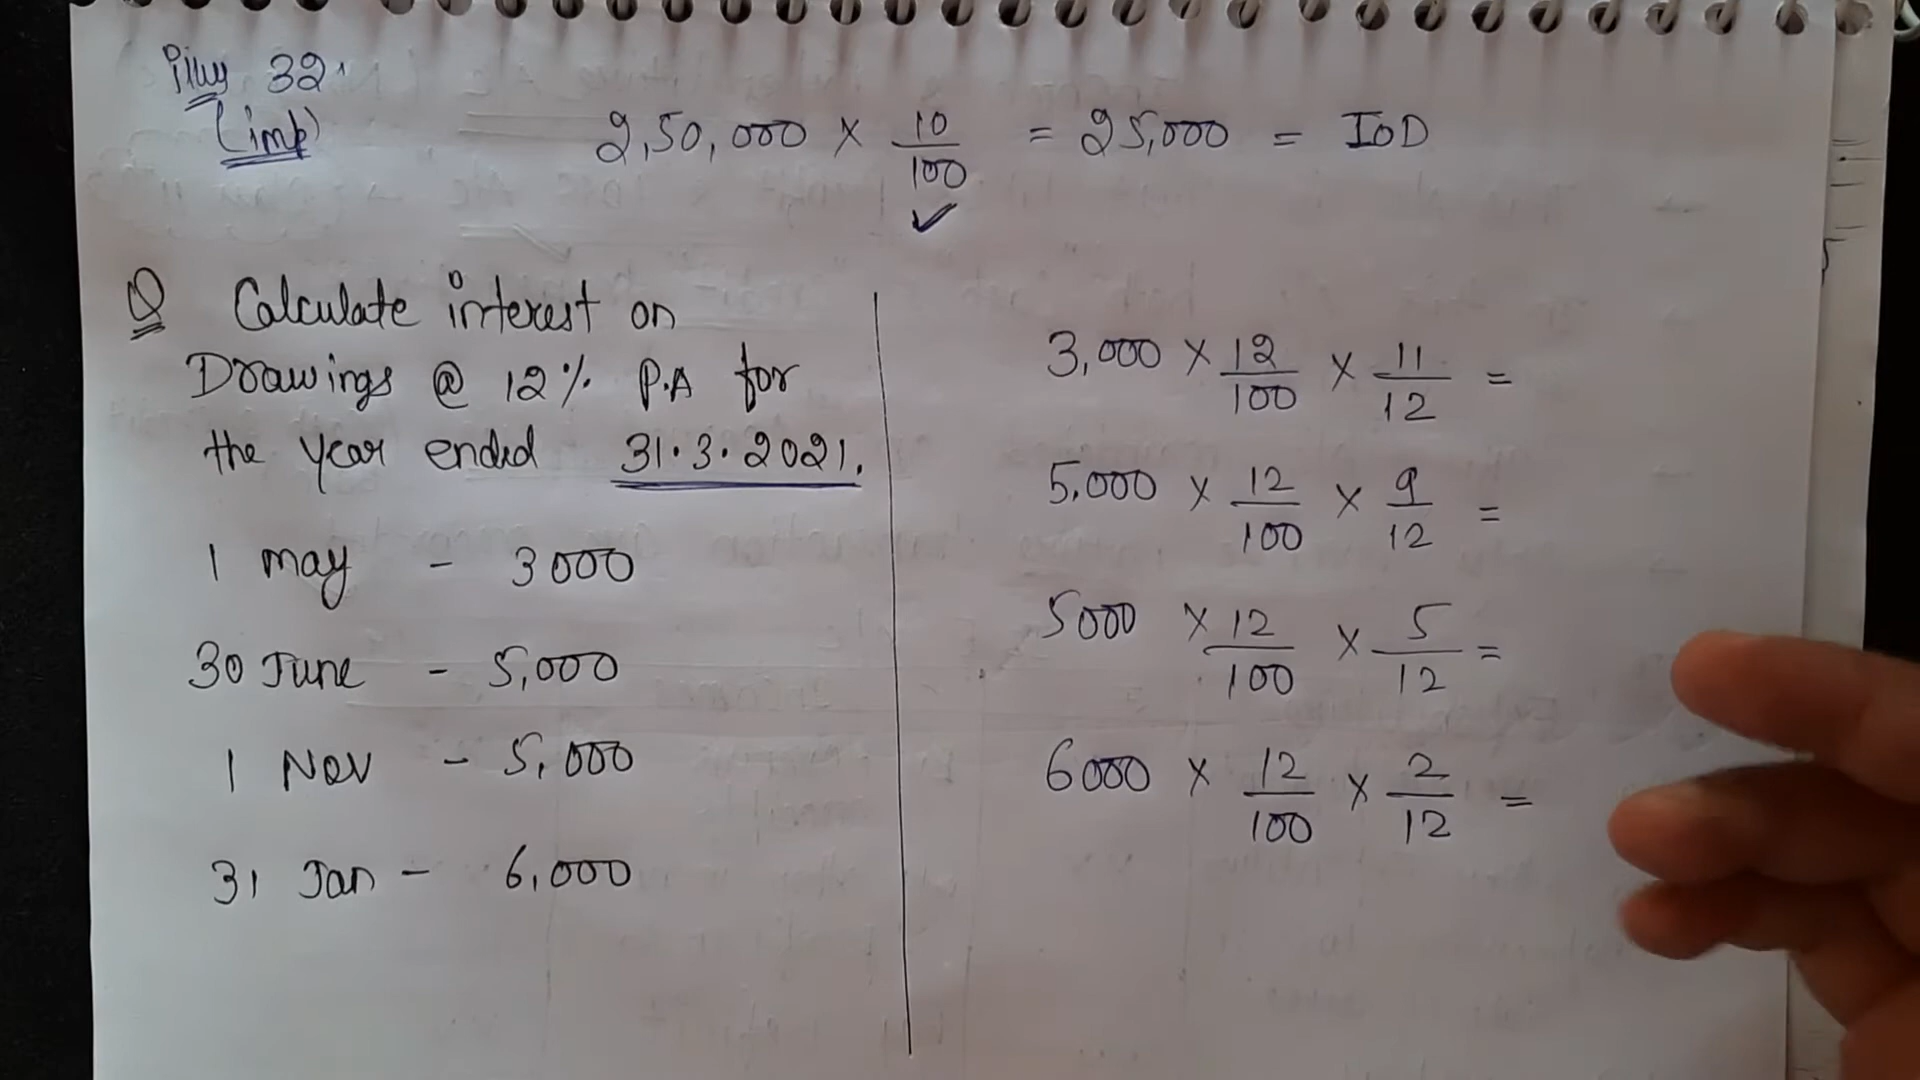 illus 32.
(imp)
2,50,000 × 10/100 = 25,000 = IOD
Q Calculate interest on
Drawings @ 12% P.A for
the year ended 31.3.2021.
1 may - 3000
30 June - 5,000
1 Nov - 5,000
31 Jan - 6,000
3,000 × 12/100 × 11/12 =
5,000 × 12/100 × 9/12 =
5000 × 12/100 × 5/12 =
6000 × 12/100 × 2/12 =